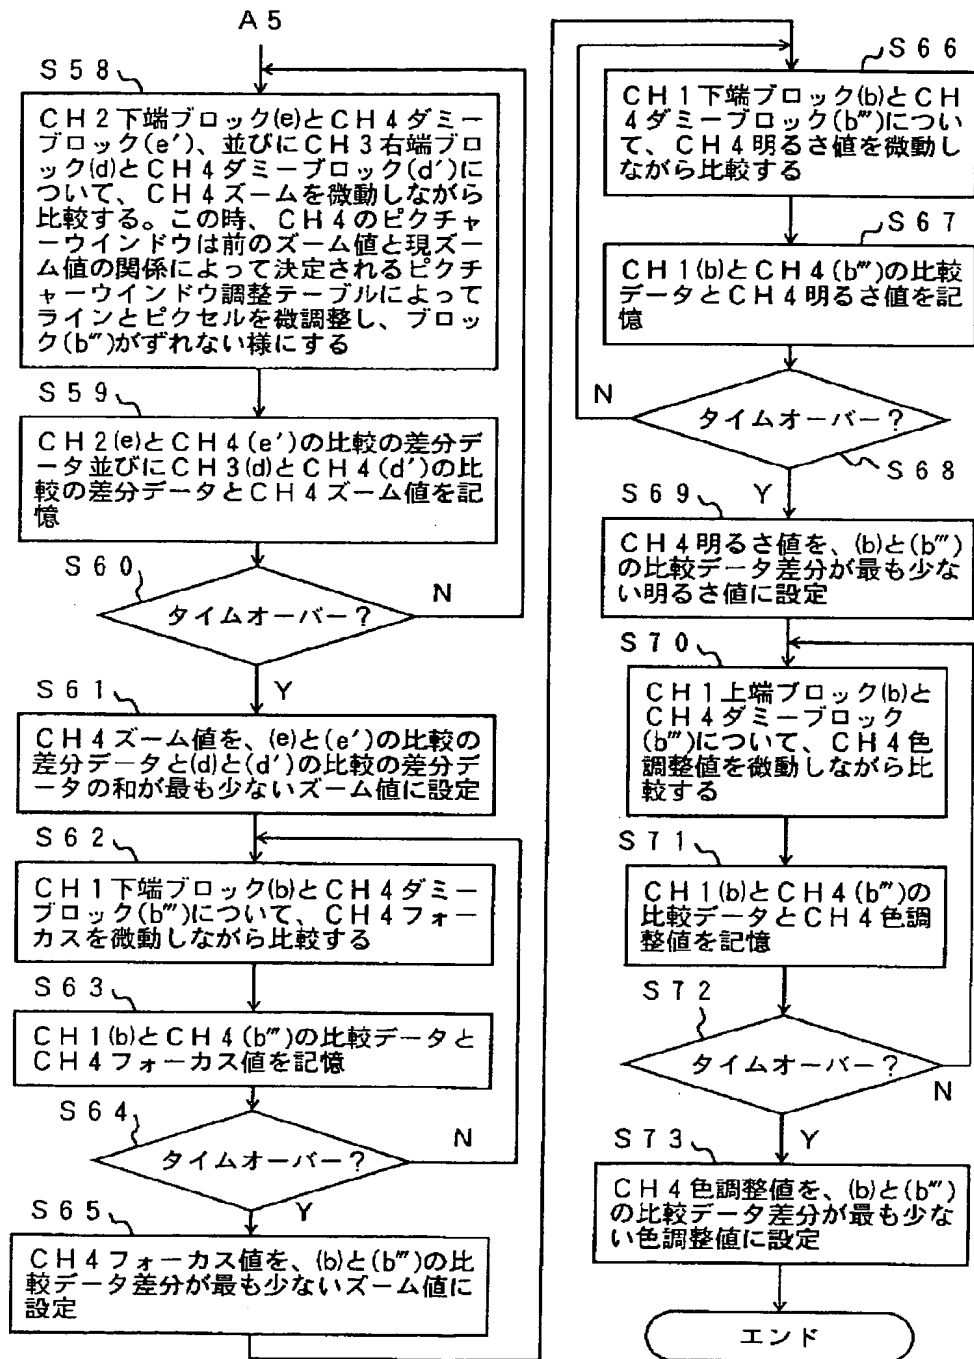 A5
S58
CH2下端ブロック(e)とCH4ダミー
ブロック(e′)、並びにCH3右端ブロ
ック(d)とCH4ダミーブロック(d′)に
ついて、CH4ズームを微動しながら
比較する。この時、CH4のピクチャ
ーウインドウは前のズーム値と現ズー
ム値の関係によって決定されるピクチ
ャーウインドウ調整テーブルによって
ラインとピクセルを微調整し、ブロッ
ク(b‴)がずれない様にする
S59
CH2(e)とCH4(e′)の比較の差分デ
ータ並びにCH3(d)とCH4(d′)の比
較の差分データとCH4ズーム値を記
憶
S60
タイムオーバー?
N
Y
S61
CH4ズーム値を、(e)と(e′)の比較の
差分データと(d)と(d′)の比較の差分デ
ータの和が最も少ないズーム値に設定
S62
CH1下端ブロック(b)とCH4ダミー
ブロック(b‴)について、CH4フォー
カスを微動しながら比較する
S63
CH1(b)とCH4(b‴)の比較データと
CH4フォーカス値を記憶
S64
タイムオーバー?
N
Y
S65
CH4フォーカス値を、(b)と(b‴)の比
較データ差分が最も少ないズーム値に
設定
S66
CH1下端ブロック(b)とCH
4ダミーブロック(b‴)につい
て、CH4明るさ値を微動し
ながら比較する
S67
CH1(b)とCH4(b‴)の比較
データとCH4明るさ値を記
憶
N
タイムオーバー?
S68
Y
S69
CH4明るさ値を、(b)と(b‴)
の比較データ差分が最も少な
い明るさ値に設定
S70
CH1上端ブロック(b)と
CH4ダミーブロック
(b‴)について、CH4色
調整値を微動しながら比
較する
S71
CH1(b)とCH4(b‴)の
比較データとCH4色調
整値を記憶
S72
タイムオーバー?
N
Y
S73
CH4色調整値を、(b)と(b‴)
の比較データ差分が最も少な
い色調整値に設定
エンド